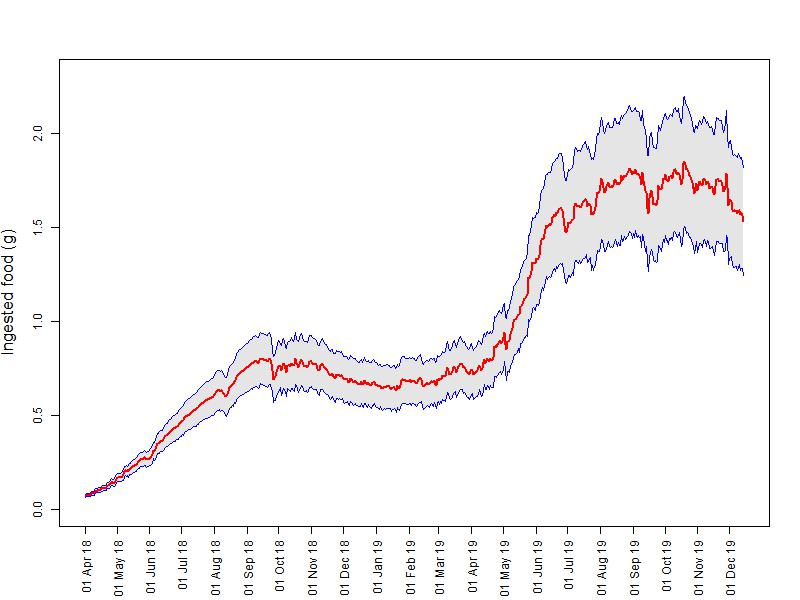 Ingested food (g)
2.0
1.5
1.0
0.5
0.0
01 Apr 18
01 May 18
01 Jun 18
01 Jul 18
01 Aug 18
01 Sep 18
01 Oct 18
01 Nov 18
01 Dec 18
01 Jan 19
01 Feb 19
01 Mar 19
01 Apr 19
01 May 19
01 Jun 19
01 Jul 19
01 Aug 19
01 Sep 19
01 Oct 19
01 Nov 19
01 Dec 19